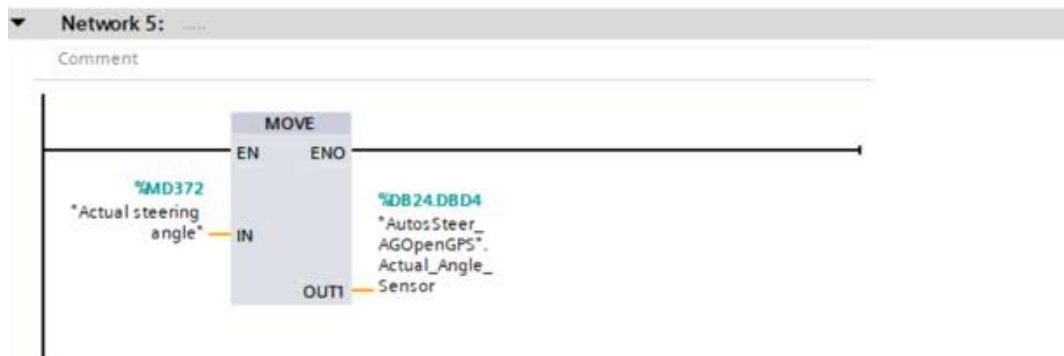 Network 5: .....
Comment
MOVE
EN ENO
%MD372
"Actual steering
angle"
IN
%DB24.DBD4
"AutosSteer_
AGOpenGPS".
Actual_Angle_
Sensor
OUT1